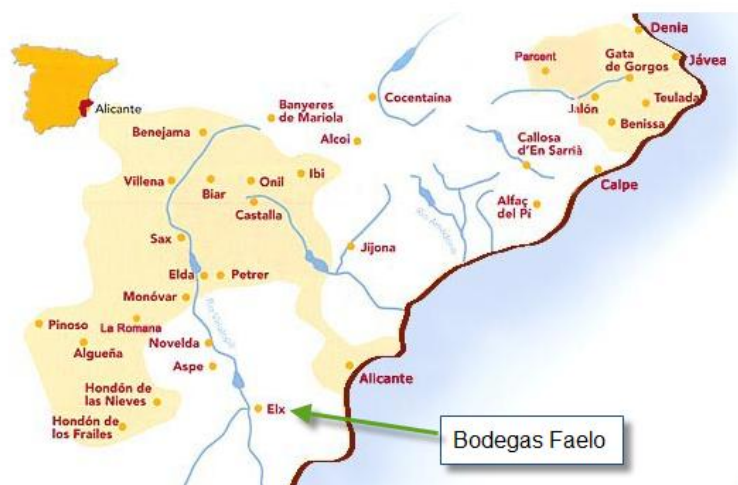 Denia
Jávea
Gata
de Gorgos
Parcent
Alicante
Cocentaina
Banyeres
de Mariola
Jalón
Teulada
Benissa
Benejama
Alcoi
Callosa
d'En Sarrià
Villena
Biar
Onil
Ibi
Calpe
Castalla
Alfaç
del Pí
Sax
Jijona
Elda
Petrer
Monóvar
Pinoso
La Romana
Algueña
Novelda
Aspe
Alicante
Hondón de
las Nieves
Elx
Hondón de
los Frailes
Bodegas Faelo